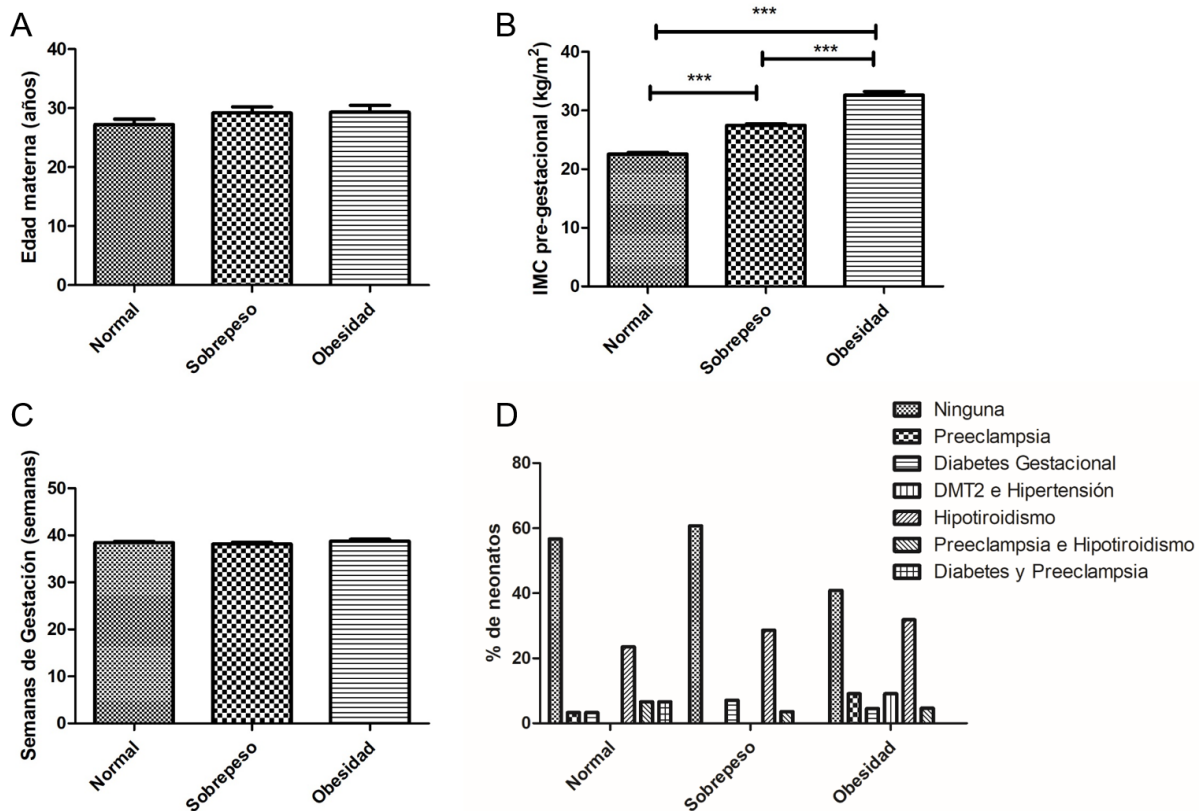 A
Edad materna (años)
40
30
20
10
0
Normal
Sobrepeso
Obesidad
B
IMC pre-gestacional (kg/m²)
***
***
***
40
30
20
10
0
Normal
Sobrepeso
Obesidad
C
Semanas de Gestación (semanas)
50
40
50
20
10
0
Normal
Sobrepeso
Obesidad
D
Ninguna
Preeclampsia
Diabetes Gestacional
DMT2 e Hipertensión
Hipotiroidismo
Preeclampsia e Hipotiroidismo
Diabetes y Preeclampsia
% de neonatos
80
60
40
20
0
Normal
Sobrepeso
Obesidad